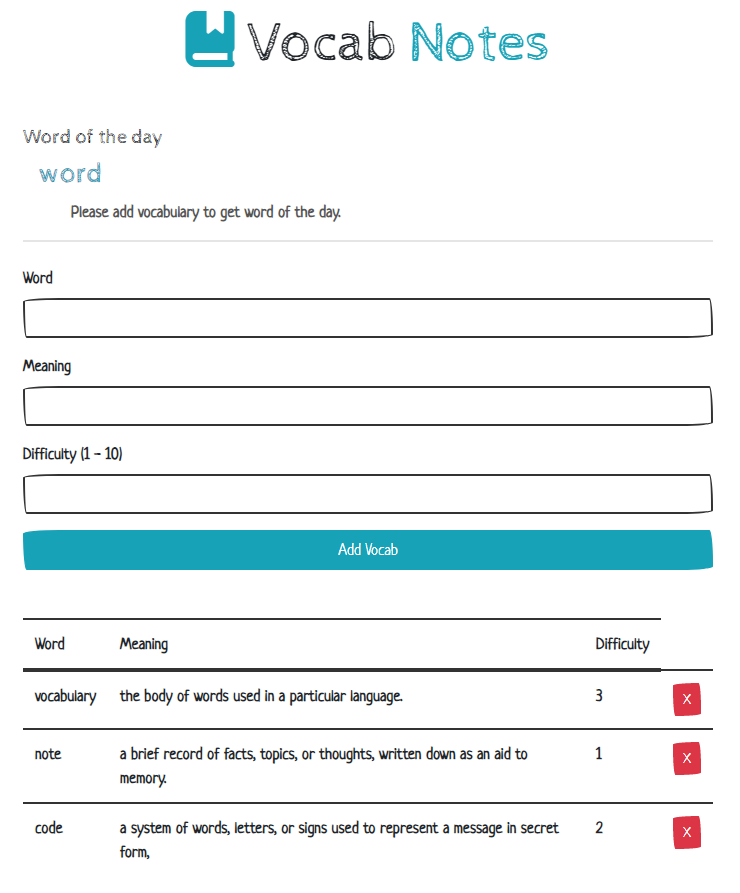 Vocab Notes
Word of the day
word
Please add vocabulary to get word of the day.
Word
Meaning
Difficulty (1 - 10)
Add Vocab
Word Meaning Difficulty
vocabulary the body of words used in a particular language. 3 X
note a brief record of facts, topics, or thoughts, written down as an aid to 1 X
memory.
code a system of words, letters, or signs used to represent a message in secret 2 X
form,